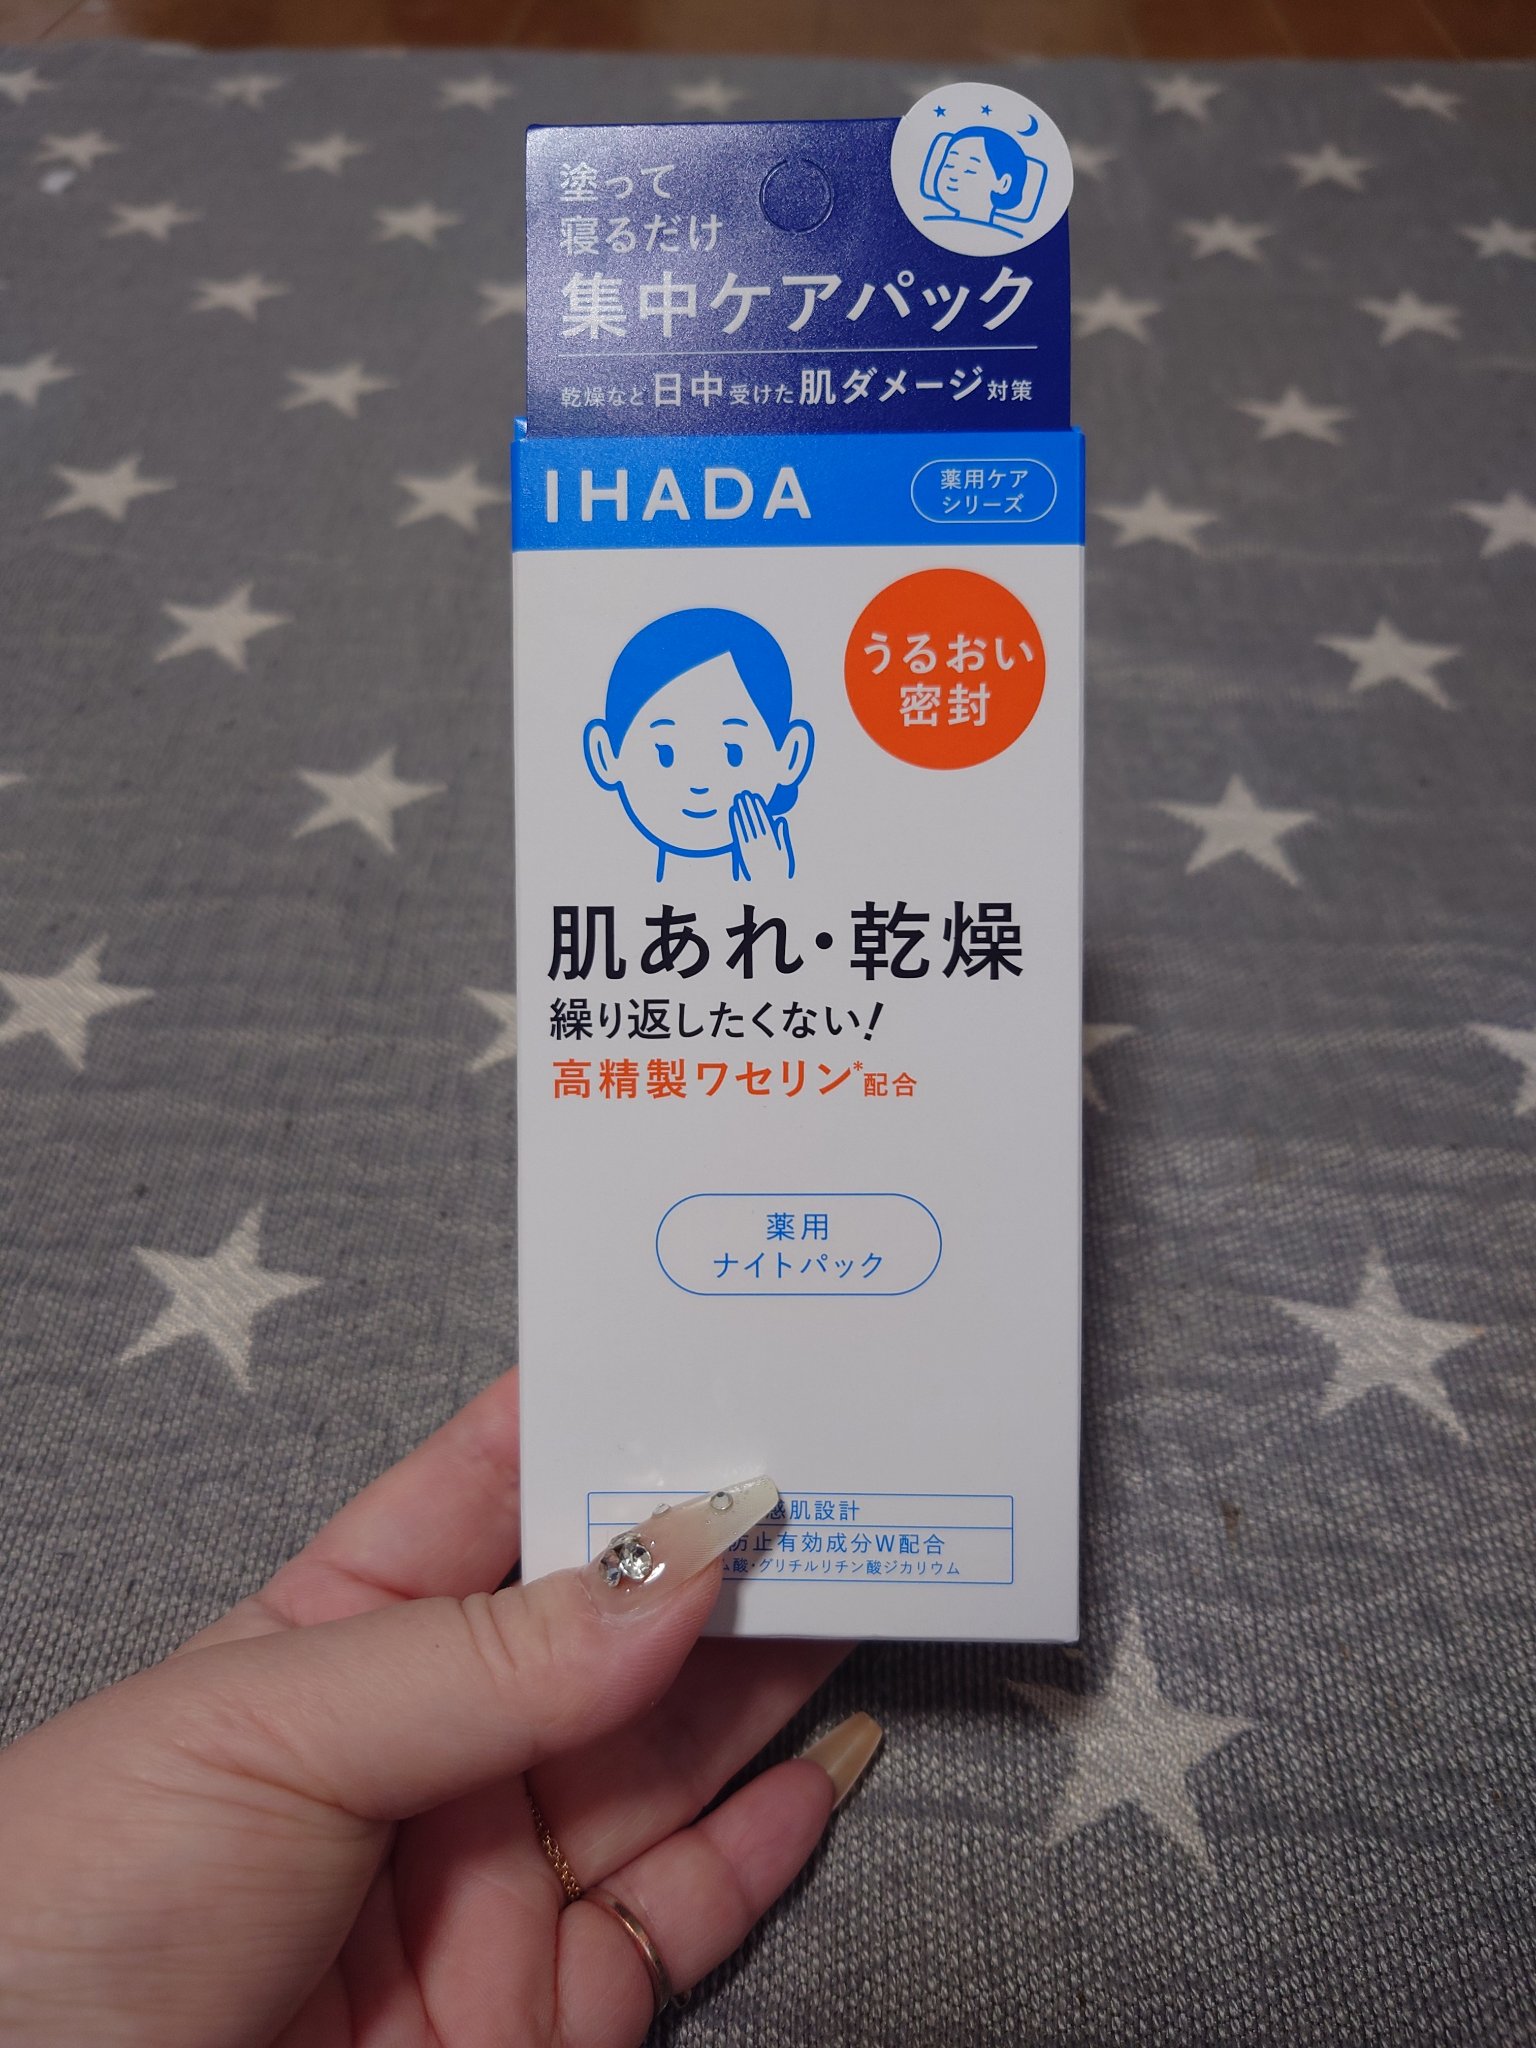 塗って
寝るだけ
集中ケアパック
乾燥など日中受けた肌ダメージ対策
IHADA
薬用ケア
シリーズ
うるおい
密封
肌あれ・乾燥
繰り返したくない!
高精製ワセリン*配合
薬用
ナイトパック
感肌設計
防止有効成分W配合
ム酸・グリチルリチン酸ジカリウム